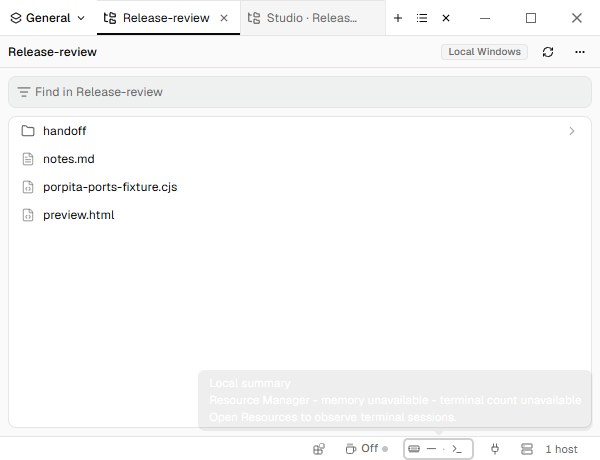 General
Release-review
Studio · Releas...
Release-review
Local Windows
Find in Release-review
handoff
notes.md
porpita-ports-fixture.cjs
preview.html
Local summary
Resource Manager - memory unavailable - terminal count unavailable
Open Resources to observe terminal sessions.
Off
1 host